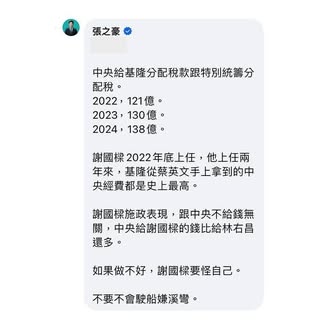 張之豪
中央給基隆分配稅款跟特別統籌分
配稅。
2022，121億。
2023，130億。
2024，138億。
謝國樑2022年底上任，他上任兩
年來，基隆從蔡英文手上拿到的中
央經費都是史上最高。
謝國樑施政表現，跟中央不給錢無
關，中央給謝國樑的錢比給林右昌
還多。
如果做不好，謝國樑要怪自己。
不要不會駛船嫌溪彎。